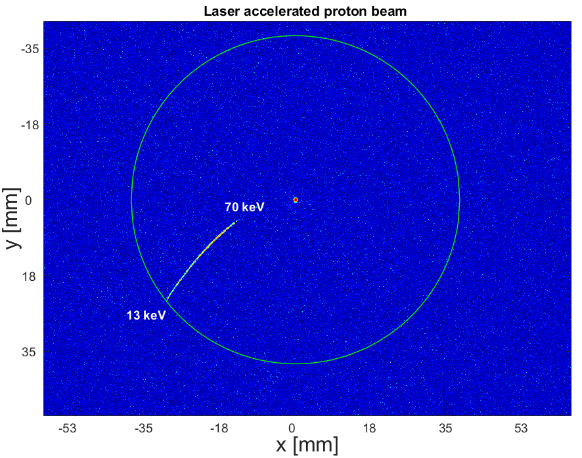 Laser accelerated proton beam
-35
-18
0
18
35
y [mm]
70 keV
13 keV
-53
-35
-18
0
18
35
53
x [mm]